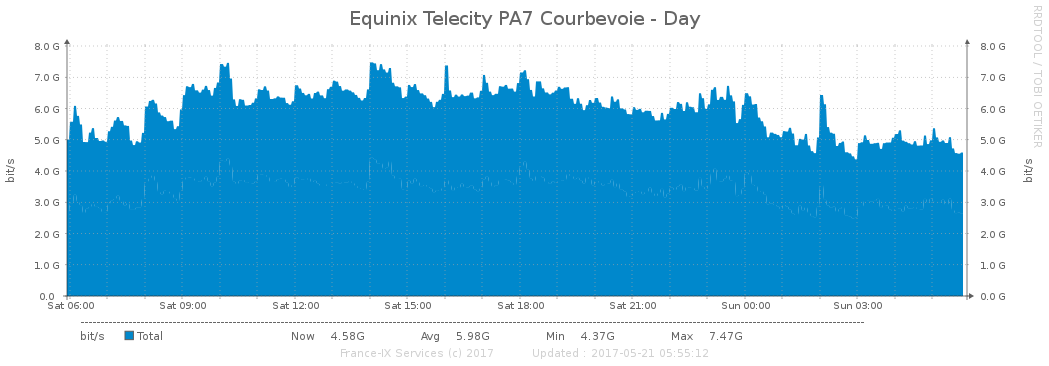 Equinix Telecity PA7 Courbevoie - Day
RRDTOOL / TOBI OETIKER
8.0 G 8.0 G
7.0 G 7.0 G
6.0 G 6.0 G
5.0 G 5.0 G
4.0 G 4.0 G
3.0 G 3.0 G
2.0 G 2.0 G
1.0 G 1.0 G
0.0 0.0 G
bit/s
bit/s
Sat 06:00 Sat 09:00 Sat 12:00 Sat 15:00 Sat 18:00 Sat 21:00 Sun 00:00 Sun 03:00
bit/s Total Now 4.58G Avg 5.98G Min 4.37G Max 7.47G
France-IX Services (c) 2017 Updated : 2017-05-21 05:55:12